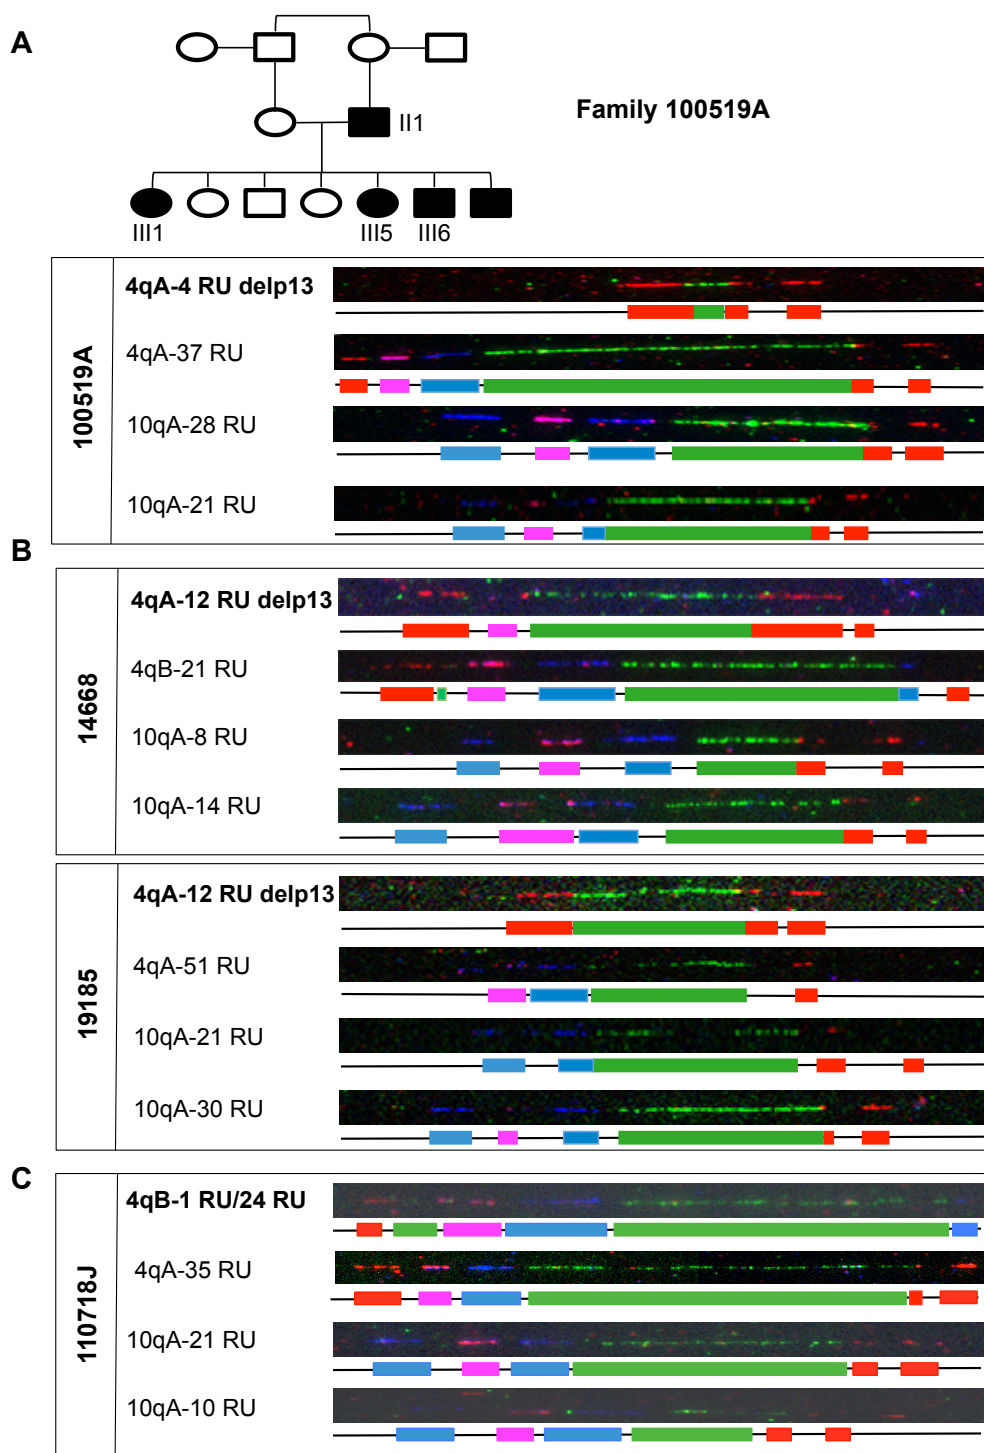 A
II1
Family 100519A
III1
III5
III6
100519A
4qA-4 RU delp13
4qA-37 RU
10qA-28 RU
10qA-21 RU
B
14668
4qA-12 RU delp13
4qB-21 RU
10qA-8 RU
10qA-14 RU
19185
4qA-12 RU delp13
4qA-51 RU
10qA-21 RU
10qA-30 RU
C
110718J
4qB-1 RU/24 RU
4qA-35 RU
10qA-21 RU
10qA-10 RU